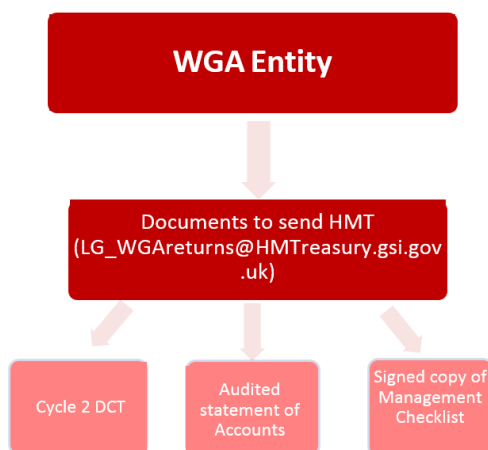 WGA Entity
Documents to send HMT
(LG_WGAreturns@HMTreasury.gsi.gov
.uk)
Cycle 2 DCT
Audited
statement of
Accounts
Signed copy of
Management
Checklist